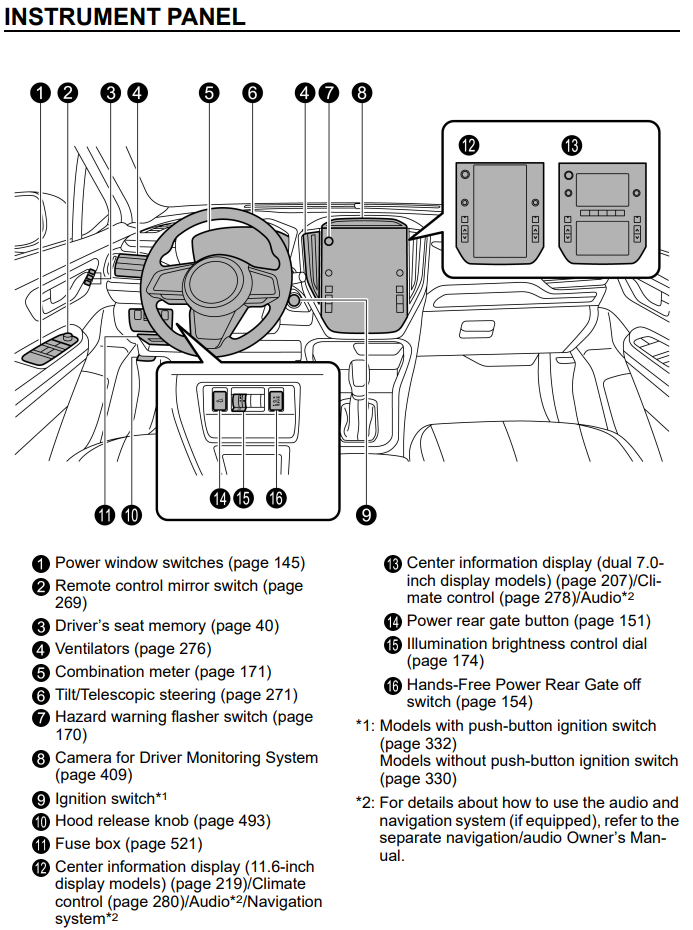 INSTRUMENT PANEL
1 2 3 4 5 6 4 7 8
12 13
14 15 16
11 10 9
1 Power window switches (page 145)
2 Remote control mirror switch (page
269)
3 Driver's seat memory (page 40)
4 Ventilators (page 276)
5 Combination meter (page 171)
6 Tilt/Telescopic steering (page 271)
7 Hazard warning flasher switch (page
170)
8 Camera for Driver Monitoring System
(page 409)
9 Ignition switch*1
10 Hood release knob (page 493)
11 Fuse box (page 521)
12 Center information display (11.6-inch
display models) (page 219)/Climate
control (page 280)/Audio*2/Navigation
system*2
13 Center information display (dual 7.0-
inch display models) (page 207)/Cli-
mate control (page 278)/Audio*2
14 Power rear gate button (page 151)
15 Illumination brightness control dial
(page 174)
16 Hands-Free Power Rear Gate off
switch (page 154)
*1: Models with push-button ignition switch
(page 332)
Models without push-button ignition switch
(page 330)
*2: For details about how to use the audio and
navigation system (if equipped), refer to the
separate navigation/audio Owner's Man-
ual.